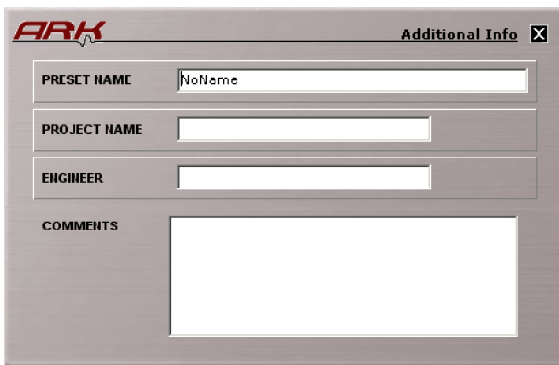 ARK
Additional Info X
PRESET NAME NoName
PROJECT NAME
ENGINEER
COMMENTS